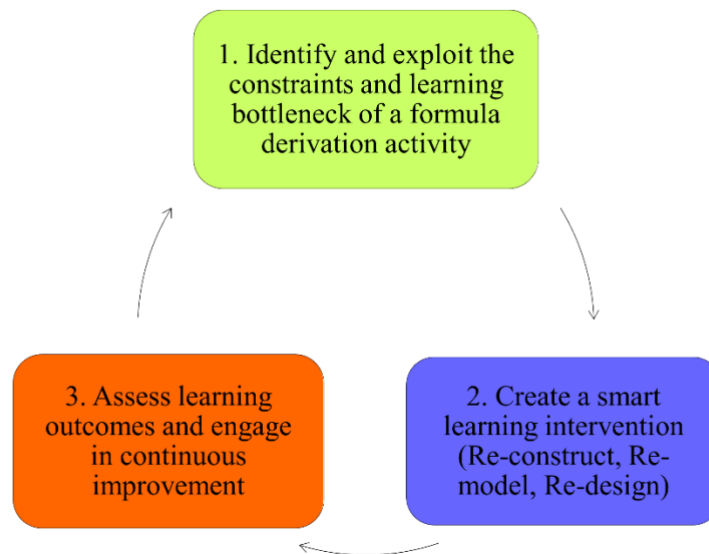 1. Identify and exploit the
constraints and learning
bottleneck of a formula
derivation activity
2. Create a smart
learning intervention
(Re-construct, Re-
model, Re-design)
3. Assess learning
outcomes and engage
in continuous
improvement